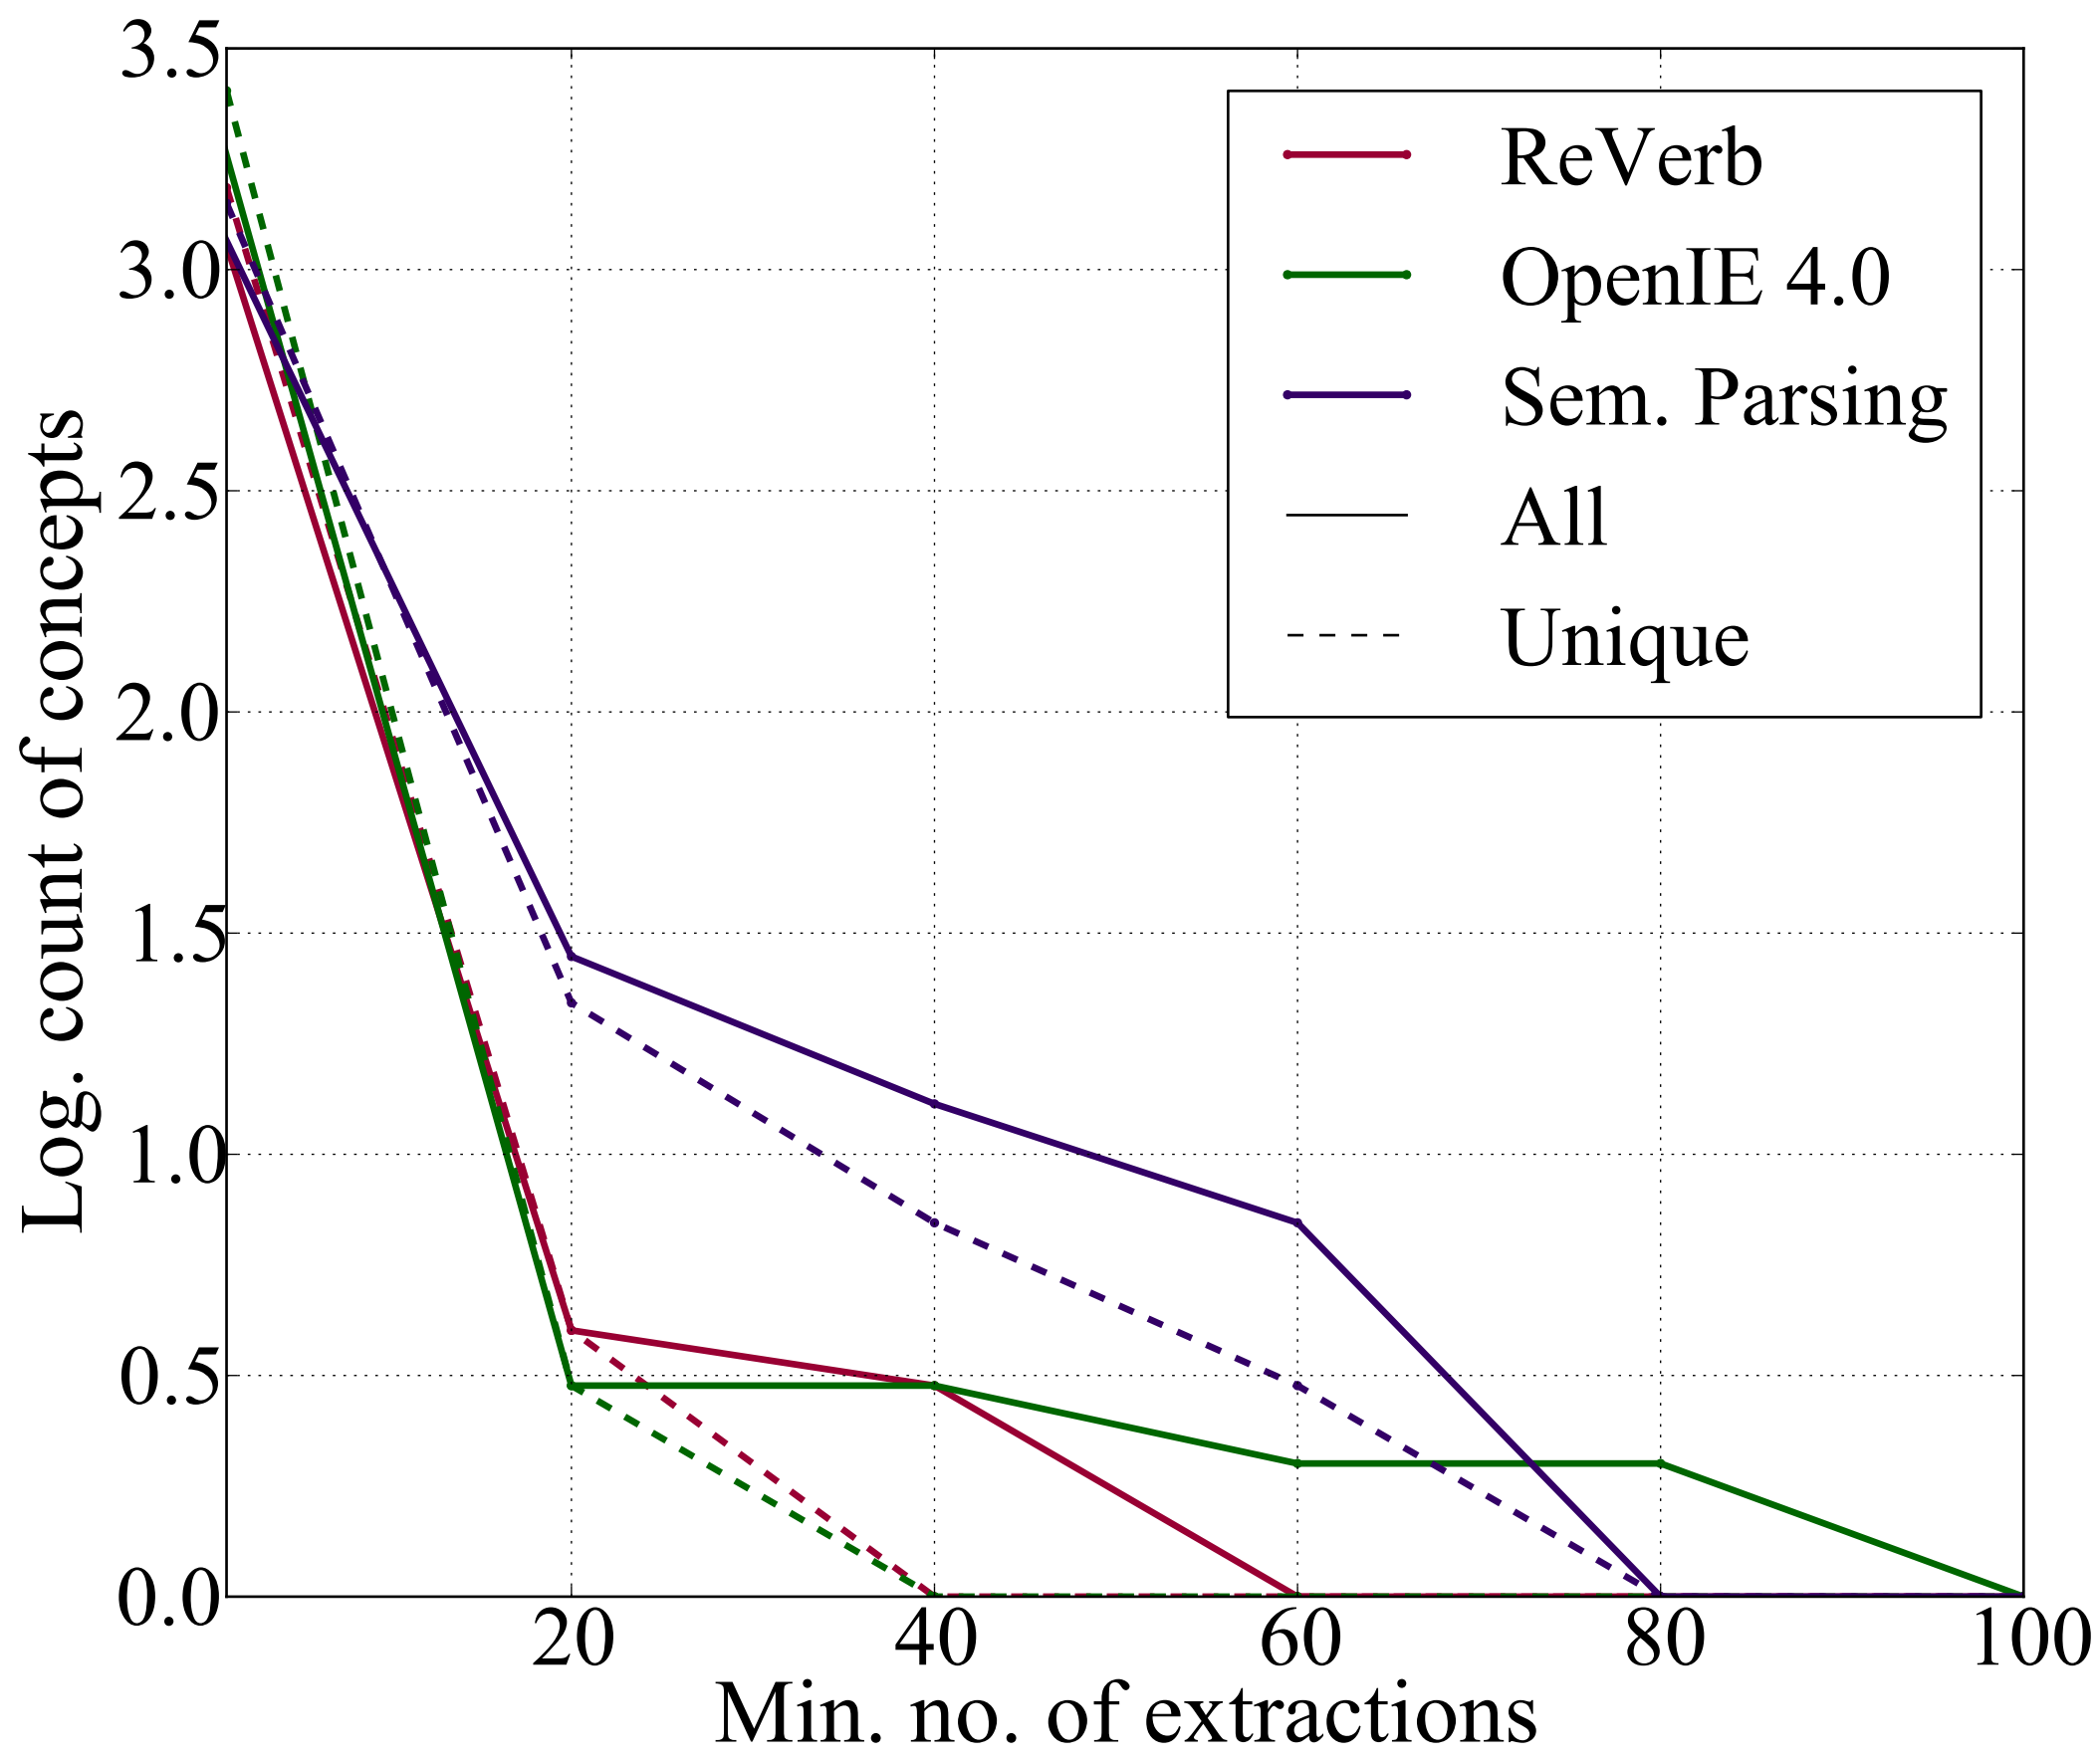 3.5
3.0
2.5
2.0
1.5
1.0
0.5
0.0
Log. count of concepts
ReVerb
OpenIE 4.0
Sem. Parsing
All
Unique
20 40 60 80 100
Min. no. of extractions